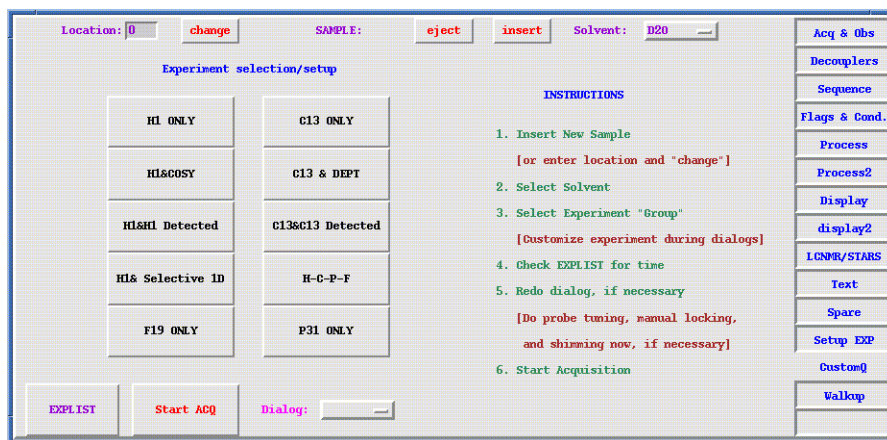 Location: 0 change SAMPLE: eject insert Solvent: D2O
Experiment selection/setup
H1 ONLY C13 ONLY
H1&COSY C13 & DEPT
H1&H1 Detected C13&C13 Detected
H1& Selective 1D H-C-P-F
F19 ONLY P31 ONLY
EXPLIST Start ACQ Dialog:
INSTRUCTIONS
1. Insert New Sample
[or enter location and "change"]
2. Select Solvent
3. Select Experiment "Group"
[Customize experiment during dialogs]
4. Check EXPLIST for time
5. Redo dialog, if necessary
[Do probe tuning, manual locking,
and shimming now, if necessary]
6. Start Acquisition
Acq & Obs
Decouplers
Sequence
Flags & Cond.
Process
Process2
Display
display2
LCNMR/STARS
Text
Spare
Setup EXP
CustomQ
Walkup